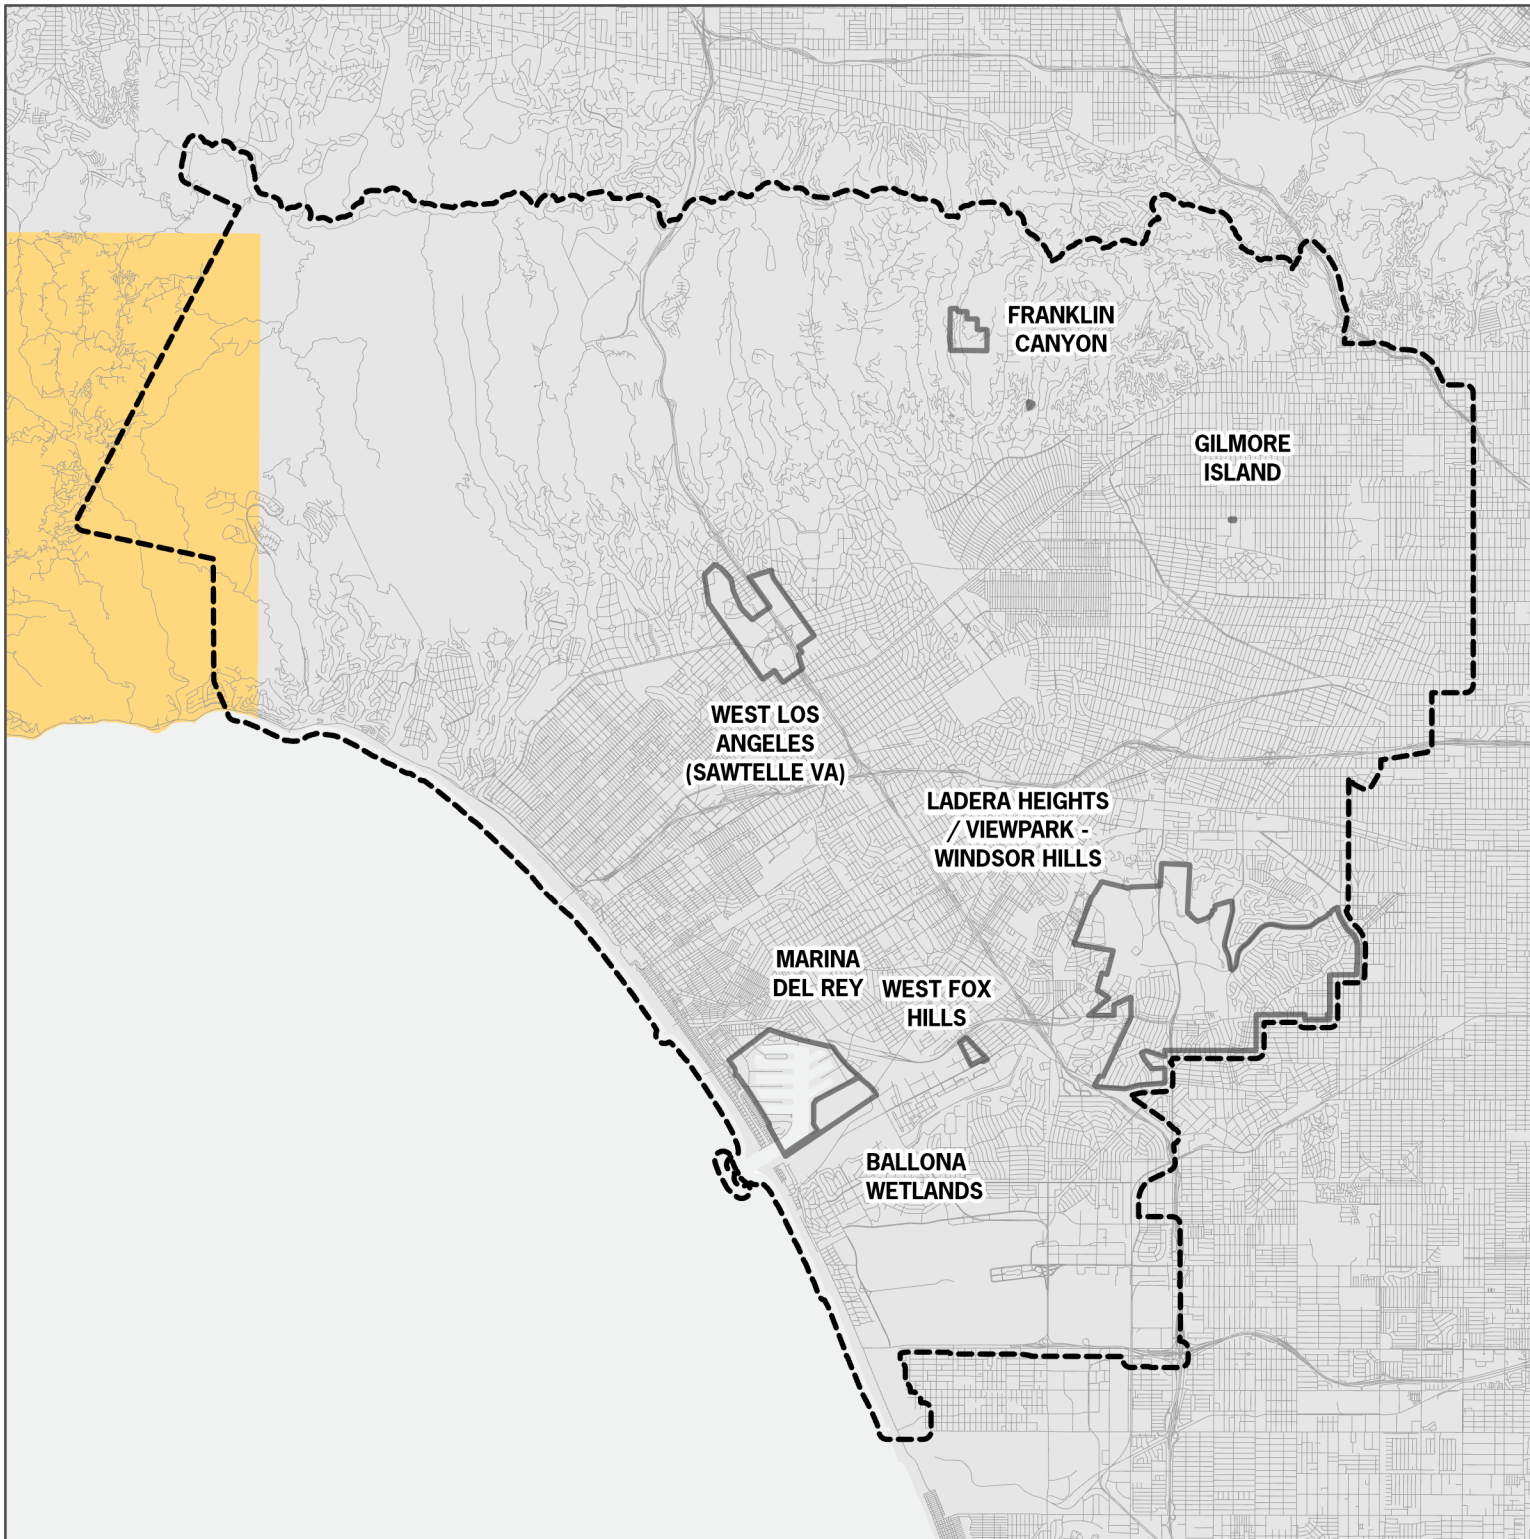 FRANKLIN
CANYON
GILMORE
ISLAND
WEST LOS
ANGELES
(SAWTELLE VA)
LADERA HEIGHTS
/ VIEWPARK -
WINDSOR HILLS
MARINA
DEL REY
WEST FOX
HILLS
BALLONA
WETLANDS